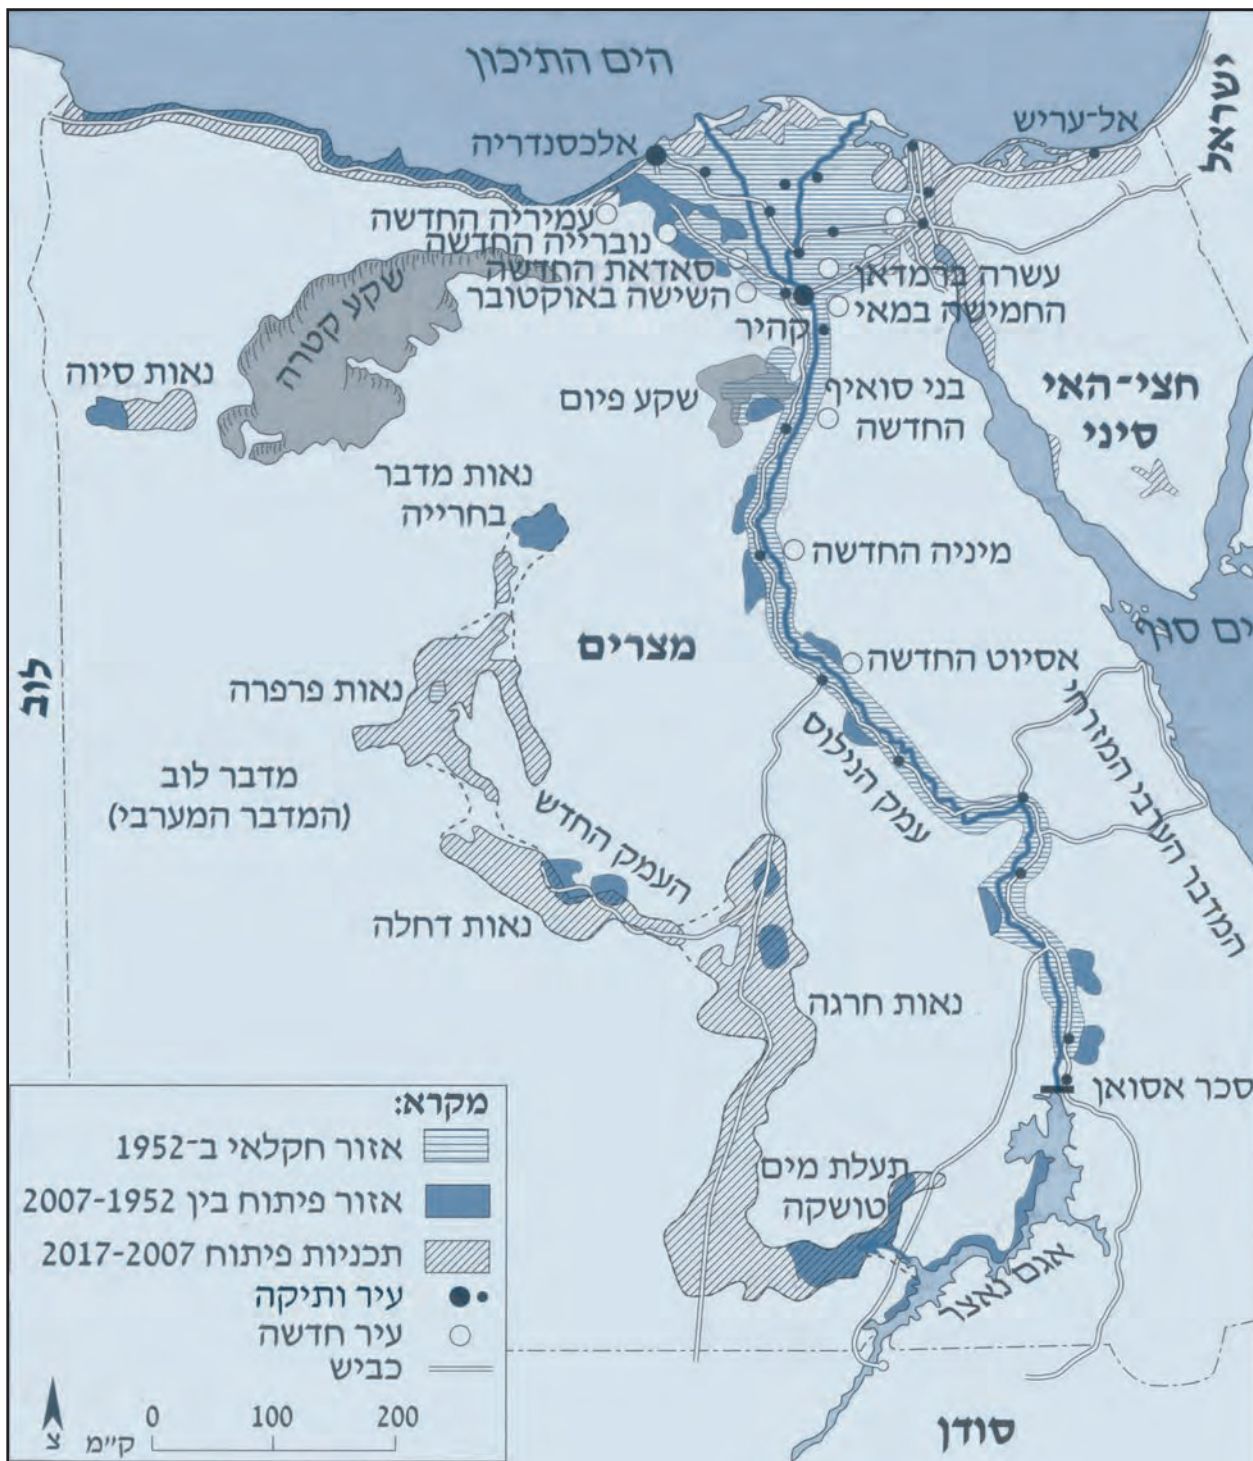 הים התיכון
ישראל
אל-עריש
אלכסנדריה
עמיריה החדשה
נוברייה החדשה
סאדאת החדשה
השישה באוקטובר
עשרה ברמדאן
החמישה במאי
קהיר
שקע קטרה
נאות סיוה
שקע פיום
בני סואיף
החדשה
חצי-האי
סיני
נאות מדבר
בחרייה
מיניה החדשה
ים סוף
מצרים
אסיוט החדשה
לוב
נאות פרפרה
עמק הנילוס
המדבר הערבי המזרחי
מדבר לוב
(המדבר המערבי)
העמק החדש
נאות דחלה
נאות חרגה
סכר אסואן
תעלת מים
טושקה
אגם נאצר
סודן
מקרא:
אזור חקלאי ב-1952
אזור פיתוח בין 2007-1952
תכניות פיתוח 2017-2007
עיר ותיקה
עיר חדשה
כביש
צ
0 100 200
ק"מ